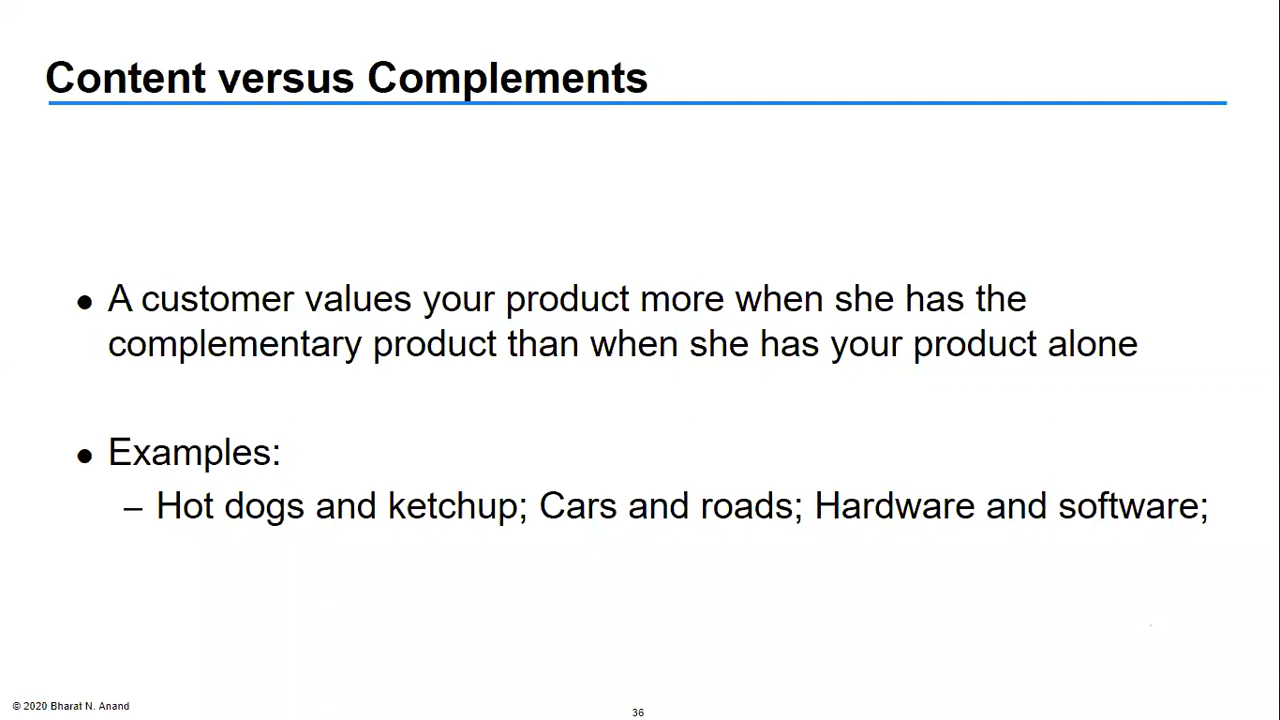 Content versus Complements
● A customer values your product more when she has the
complementary product than when she has your product alone
● Examples:
– Hot dogs and ketchup; Cars and roads; Hardware and software;
© 2020 Bharat N. Anand
36